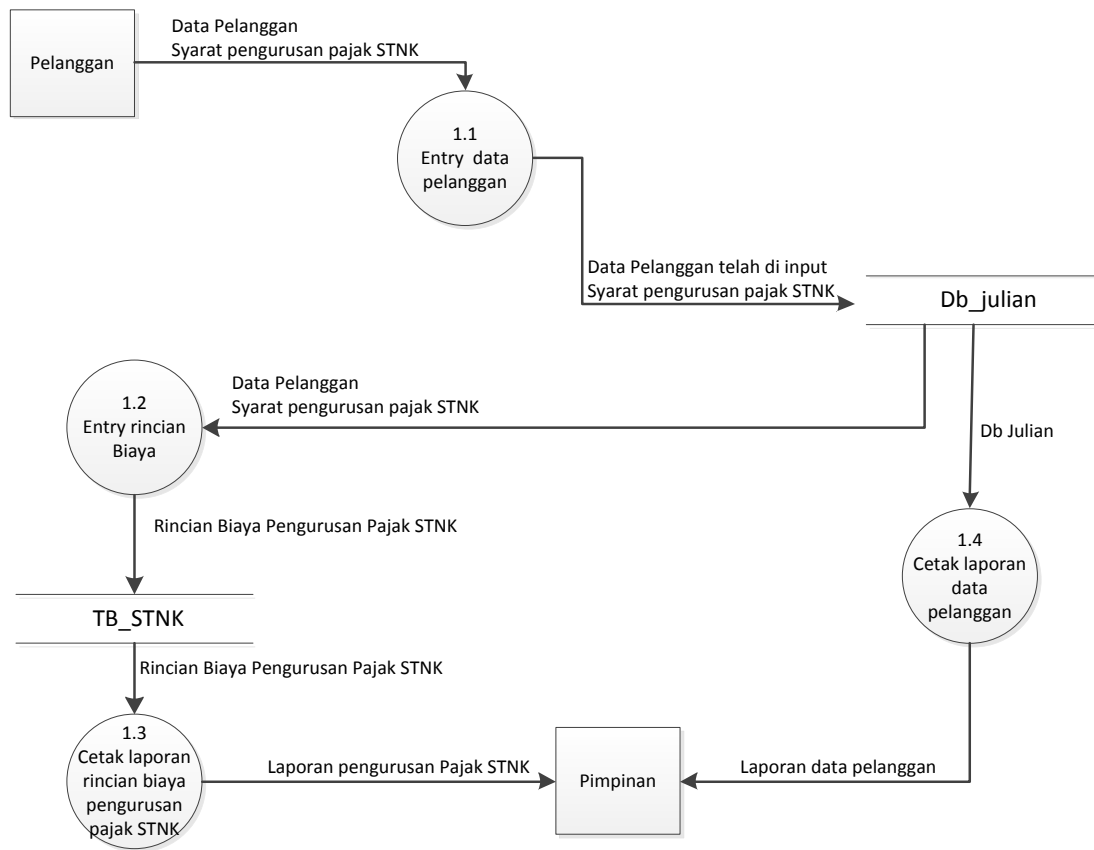 Data Pelanggan
Syarat pengurusan pajak STNK
Pelanggan
1.1
Entry data
pelanggan
Data Pelanggan telah di input
Syarat pengurusan pajak STNK
Db_julian
Data Pelanggan
Syarat pengurusan pajak STNK
1.2
Entry rincian
Biaya
Db Julian
Rincian Biaya Pengurusan Pajak STNK
1.4
Cetak laporan
data
pelanggan
TB_STNK
Rincian Biaya Pengurusan Pajak STNK
1.3
Cetak laporan
rincian biaya
pengurusan
pajak STNK
Laporan pengurusan Pajak STNK
Pimpinan
Laporan data pelanggan